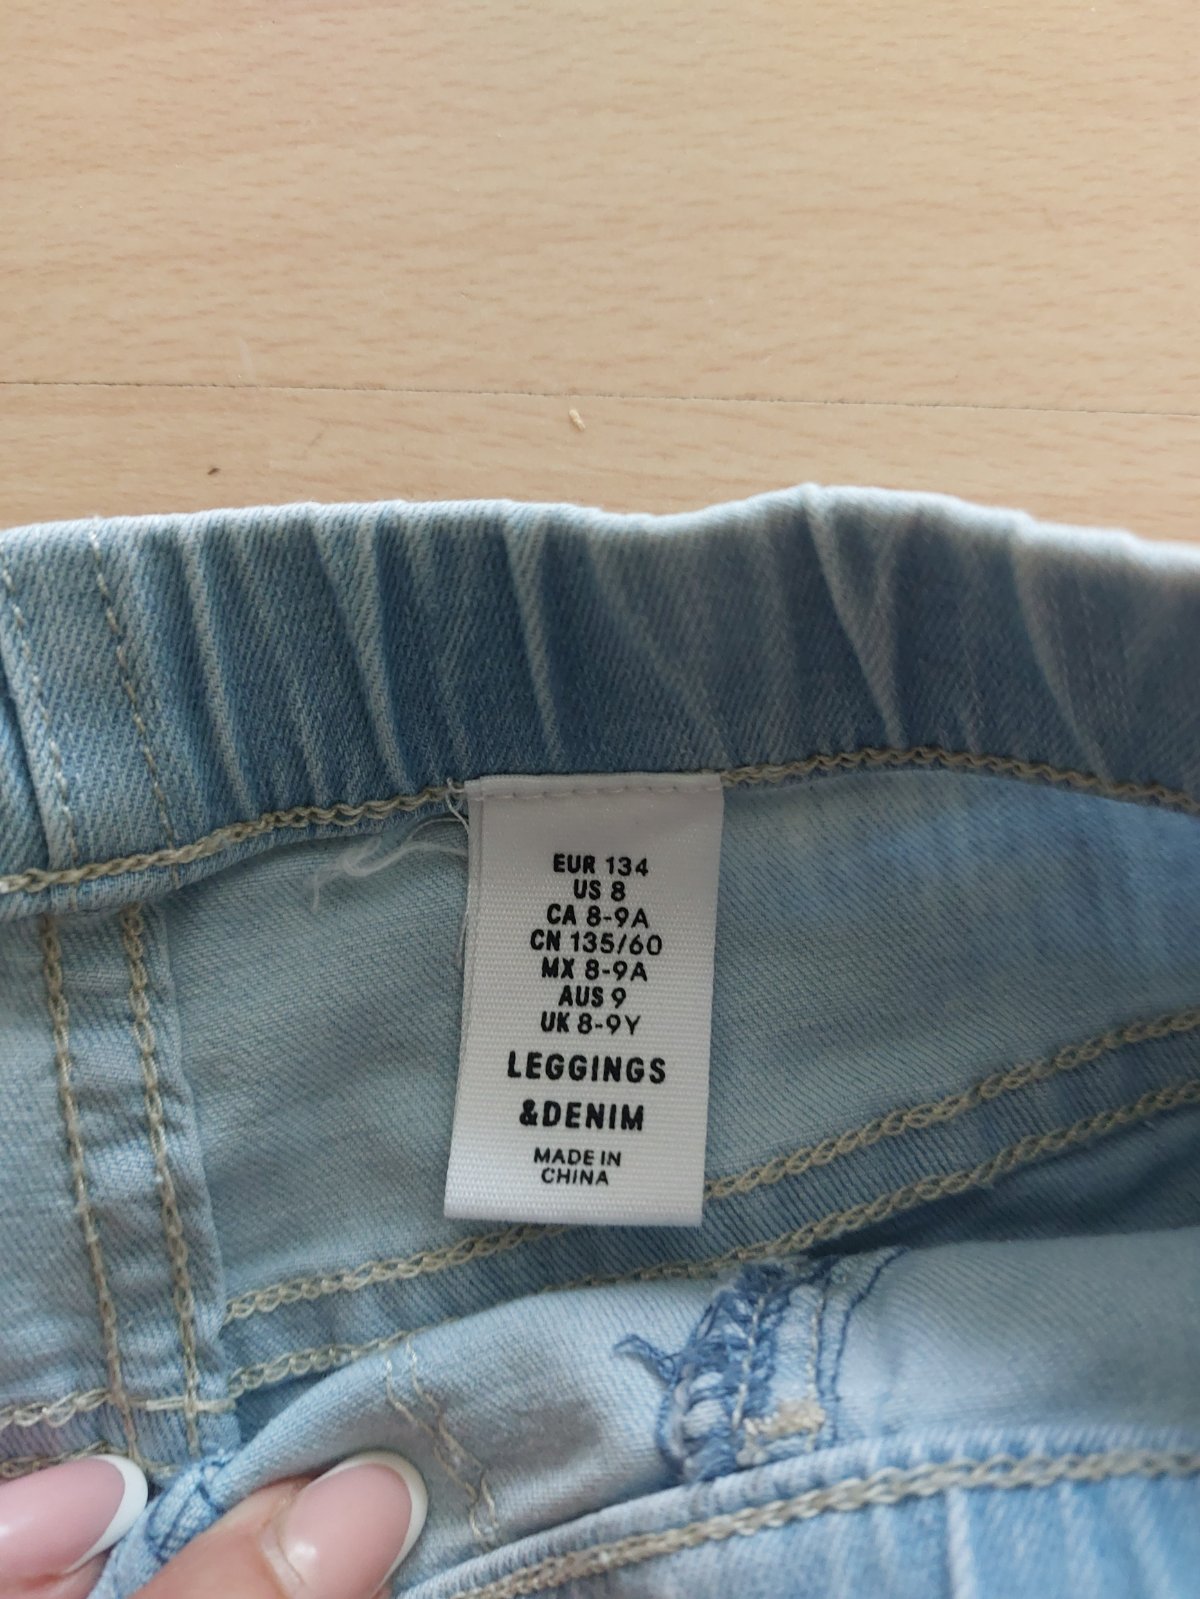 EUR 134
US 8
CA 8-9A
CN 135/60
MX 8-9A
AUS 9
UK 8-9Y
LEGGINGS
&DENIM
MADE IN
CHINA